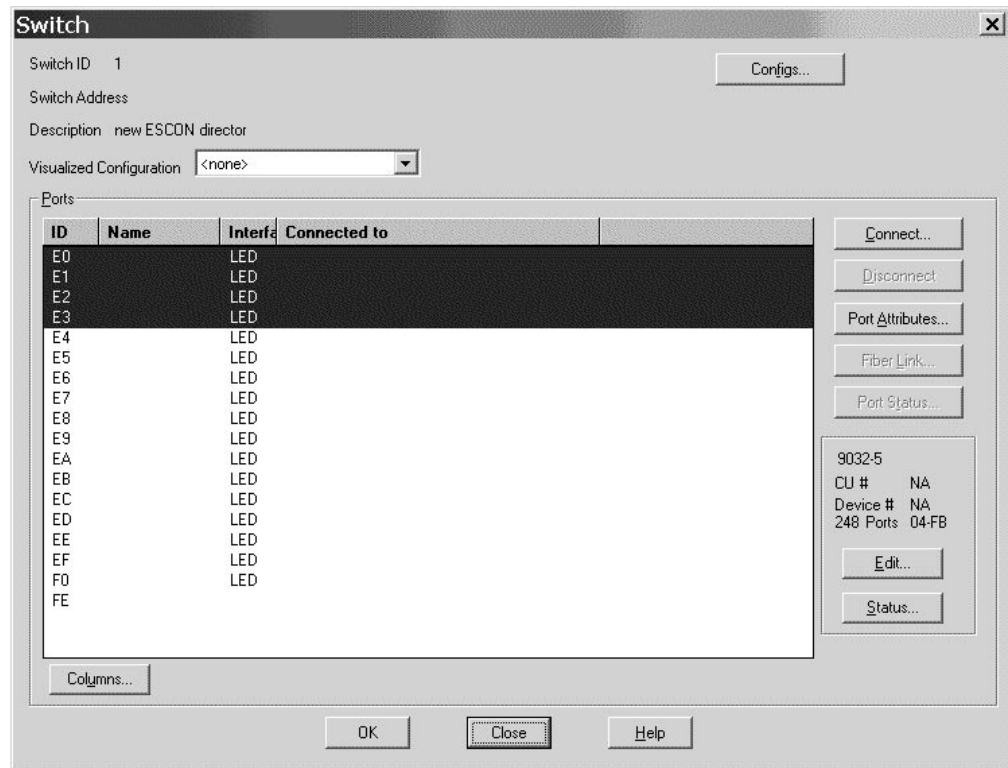 Switch
Switch ID 1
Configs...
Switch Address
Description new ESCON director
Visualized Configuration <none>
Ports
ID Name Interfa Connected to
E0 LED
E1 LED
E2 LED
E3 LED
E4 LED
E5 LED
E6 LED
E7 LED
E8 LED
E9 LED
EA LED
EB LED
EC LED
ED LED
EE LED
EF LED
F0 LED
FE
Connect...
Disconnect
Port Attributes...
Fiber Link...
Port Status...
9032-5
CU # NA
Device # NA
248 Ports 04-FB
Edit...
Status...
Columns...
OK Close Help